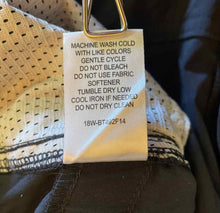 MACHINE WASH COLD
WITH LIKE COLORS
GENTLE CYCLE
DO NOT BLEACH
DO NOT USE FABRIC
SOFTENER
TUMBLE DRY LOW
COOL IRON IF NEEDED
DO NOT DRY CLEAN